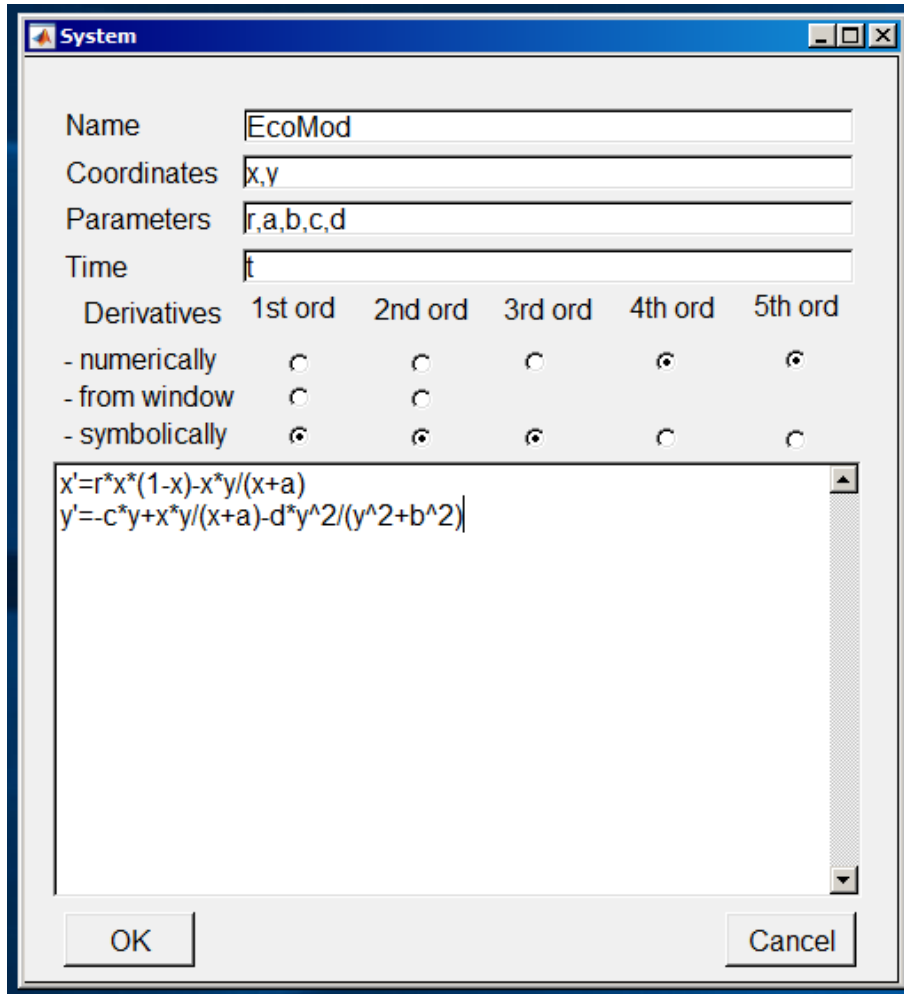 System
Name EcoMod
Coordinates x,y
Parameters r,a,b,c,d
Time t
Derivatives 1st ord 2nd ord 3rd ord 4th ord 5th ord
- numerically
- from window
- symbolically
x'=r*x*(1-x)-x*y/(x+a)
y'=-c*y+x*y/(x+a)-d*y^2/(y^2+b^2)
OK Cancel